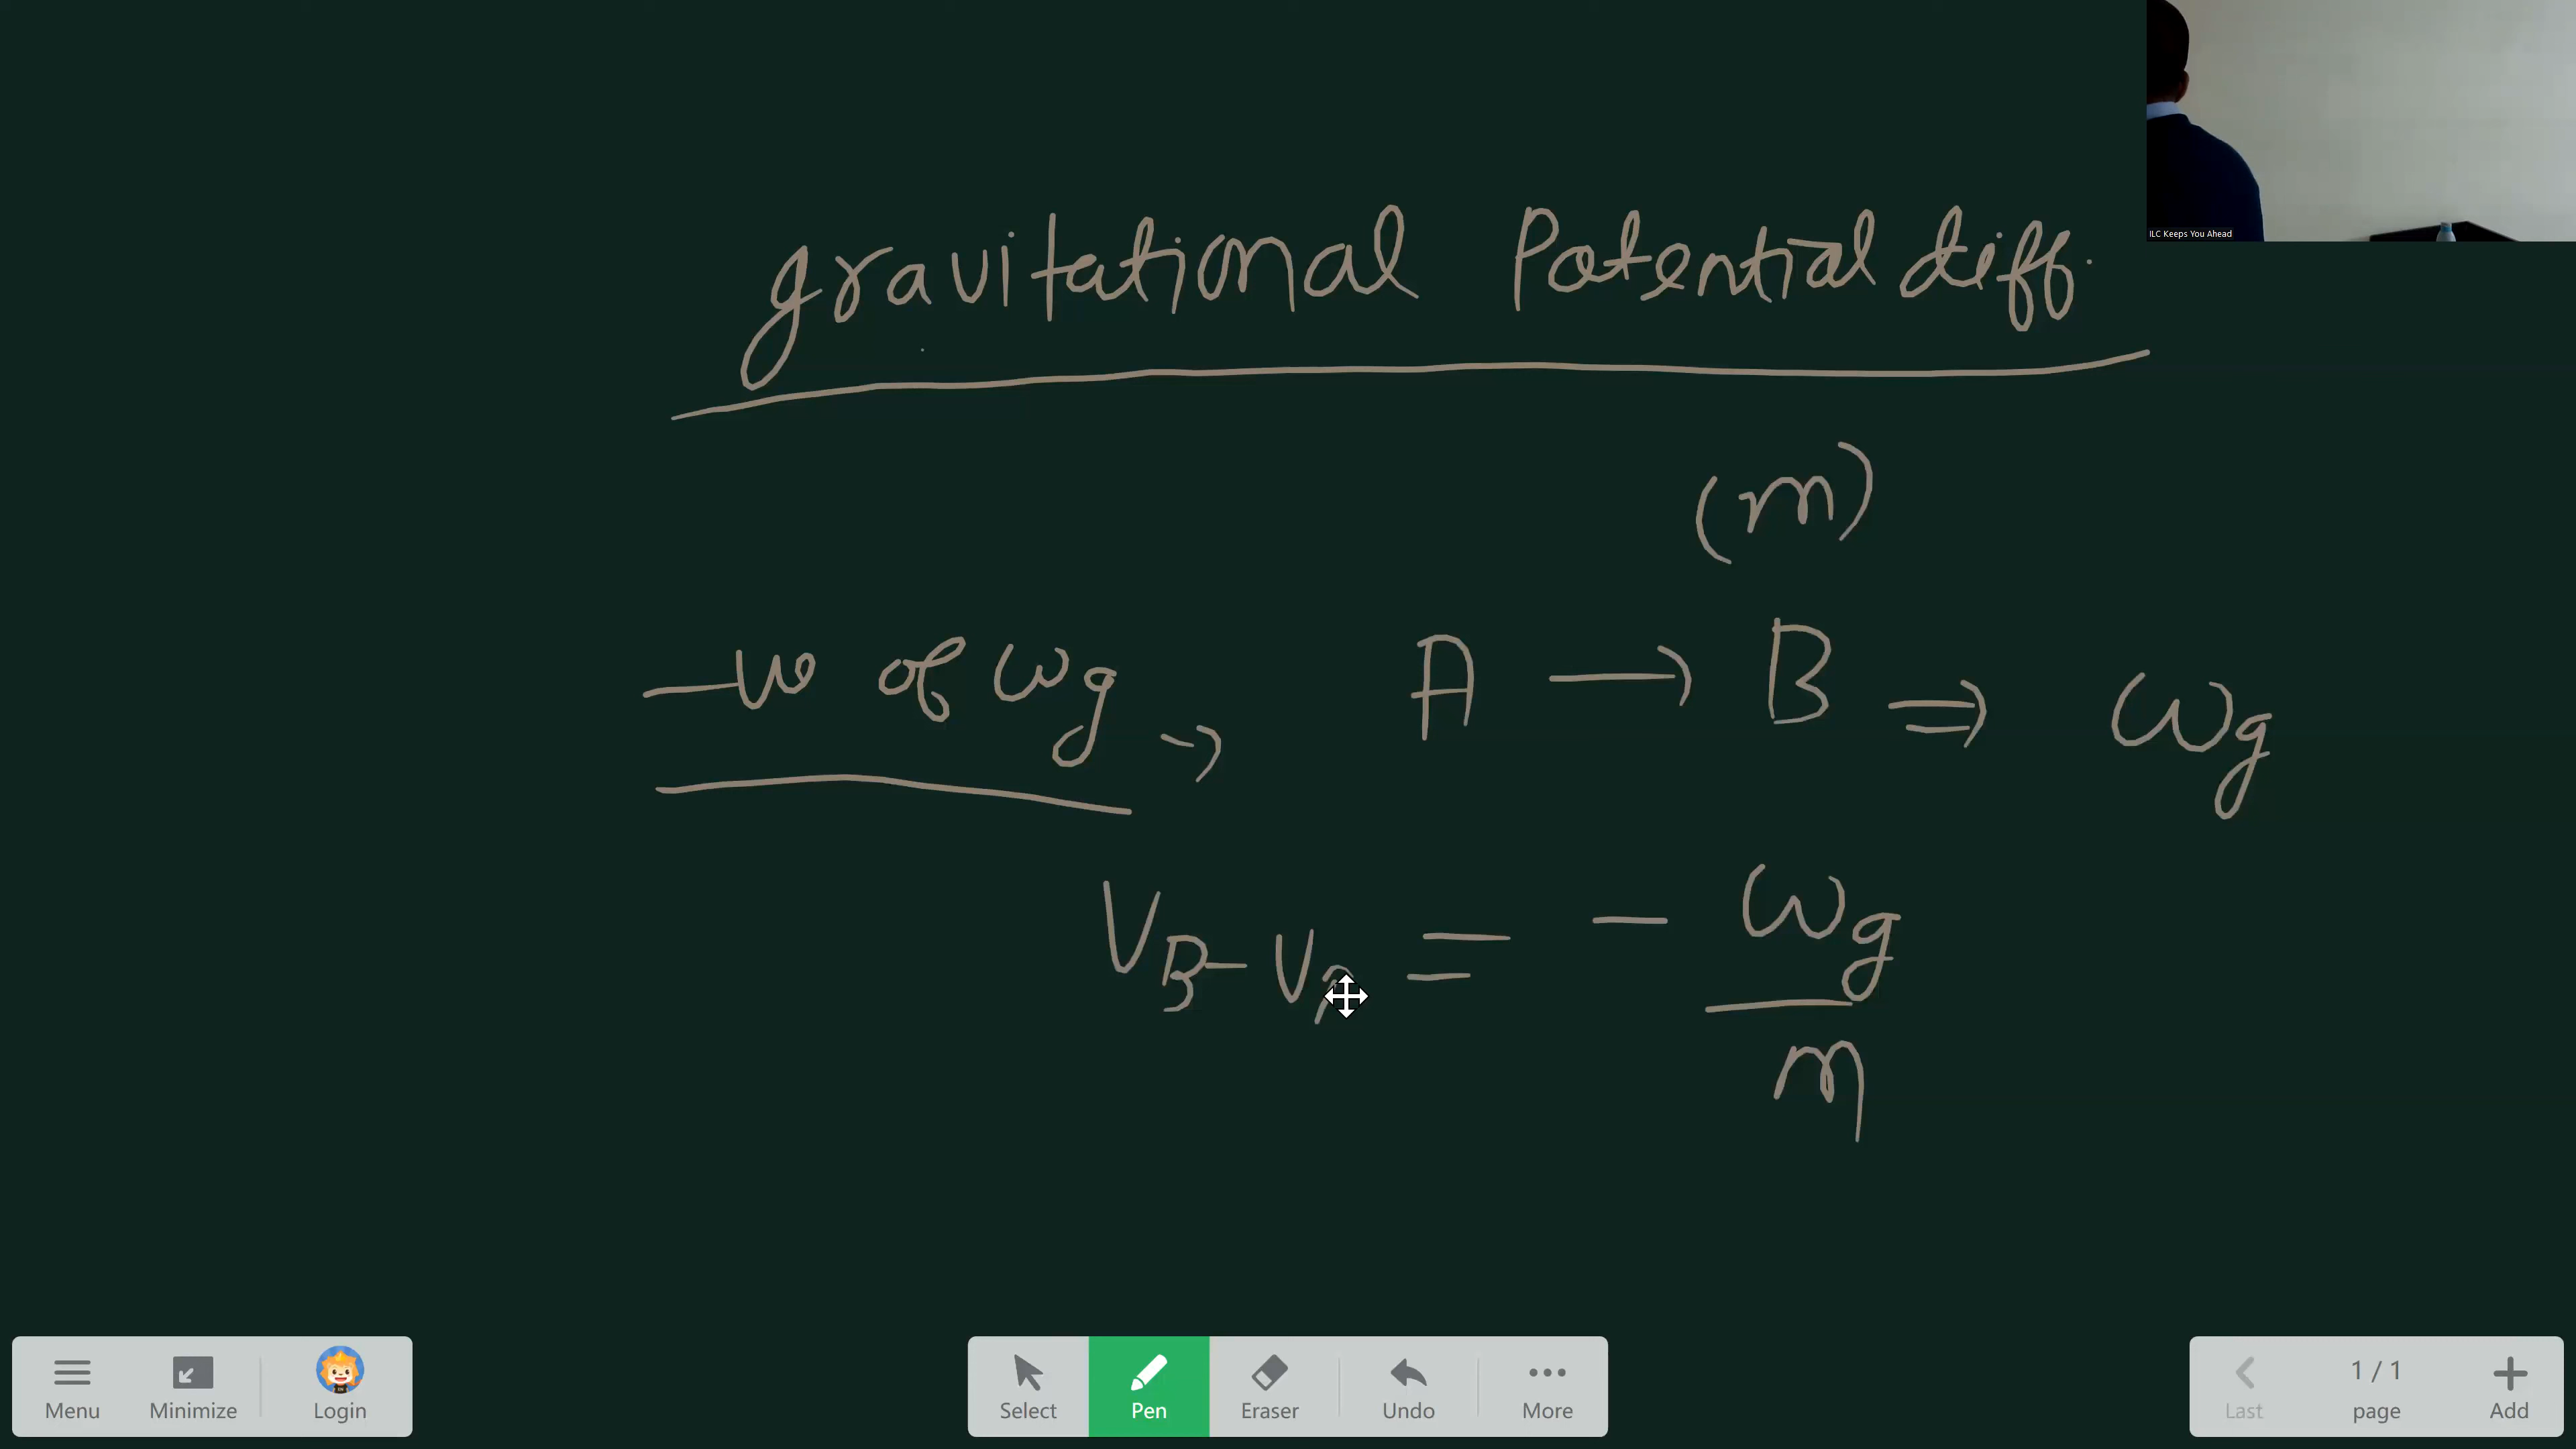 ILC Keeps You Ahead
gravitational Potential diff.
(m)
-ve of Wg → A → B ⇒ Wg
VB - VA = - Wg
m
Menu Minimize Login Select Pen Eraser Undo More Last 1 / 1 page Add